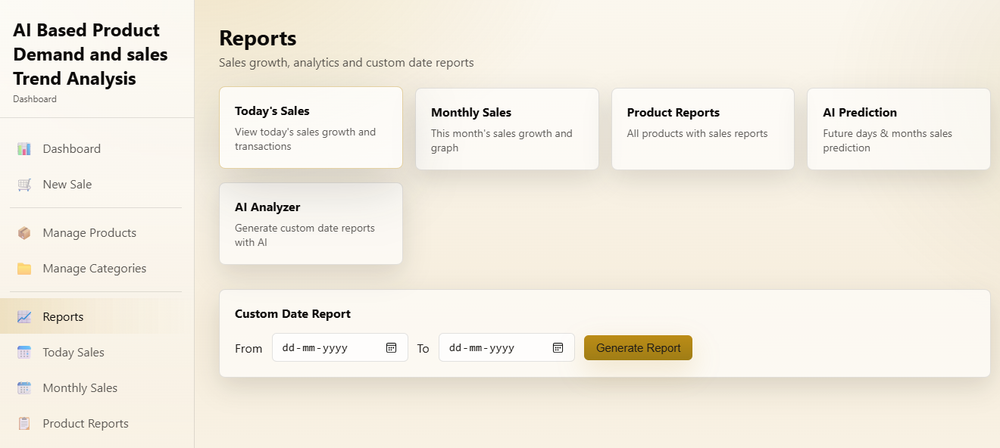 AI Based Product
Demand and sales
Trend Analysis
Dashboard
Dashboard
New Sale
Manage Products
Manage Categories
Reports
Today Sales
Monthly Sales
Product Reports
Reports
Sales growth, analytics and custom date reports
Today's Sales
View today's sales growth and
transactions
Monthly Sales
This month's sales growth and
graph
Product Reports
All products with sales reports
AI Prediction
Future days & months sales
prediction
AI Analyzer
Generate custom date reports
with AI
Custom Date Report
From dd-mm-yyyy To dd-mm-yyyy Generate Report